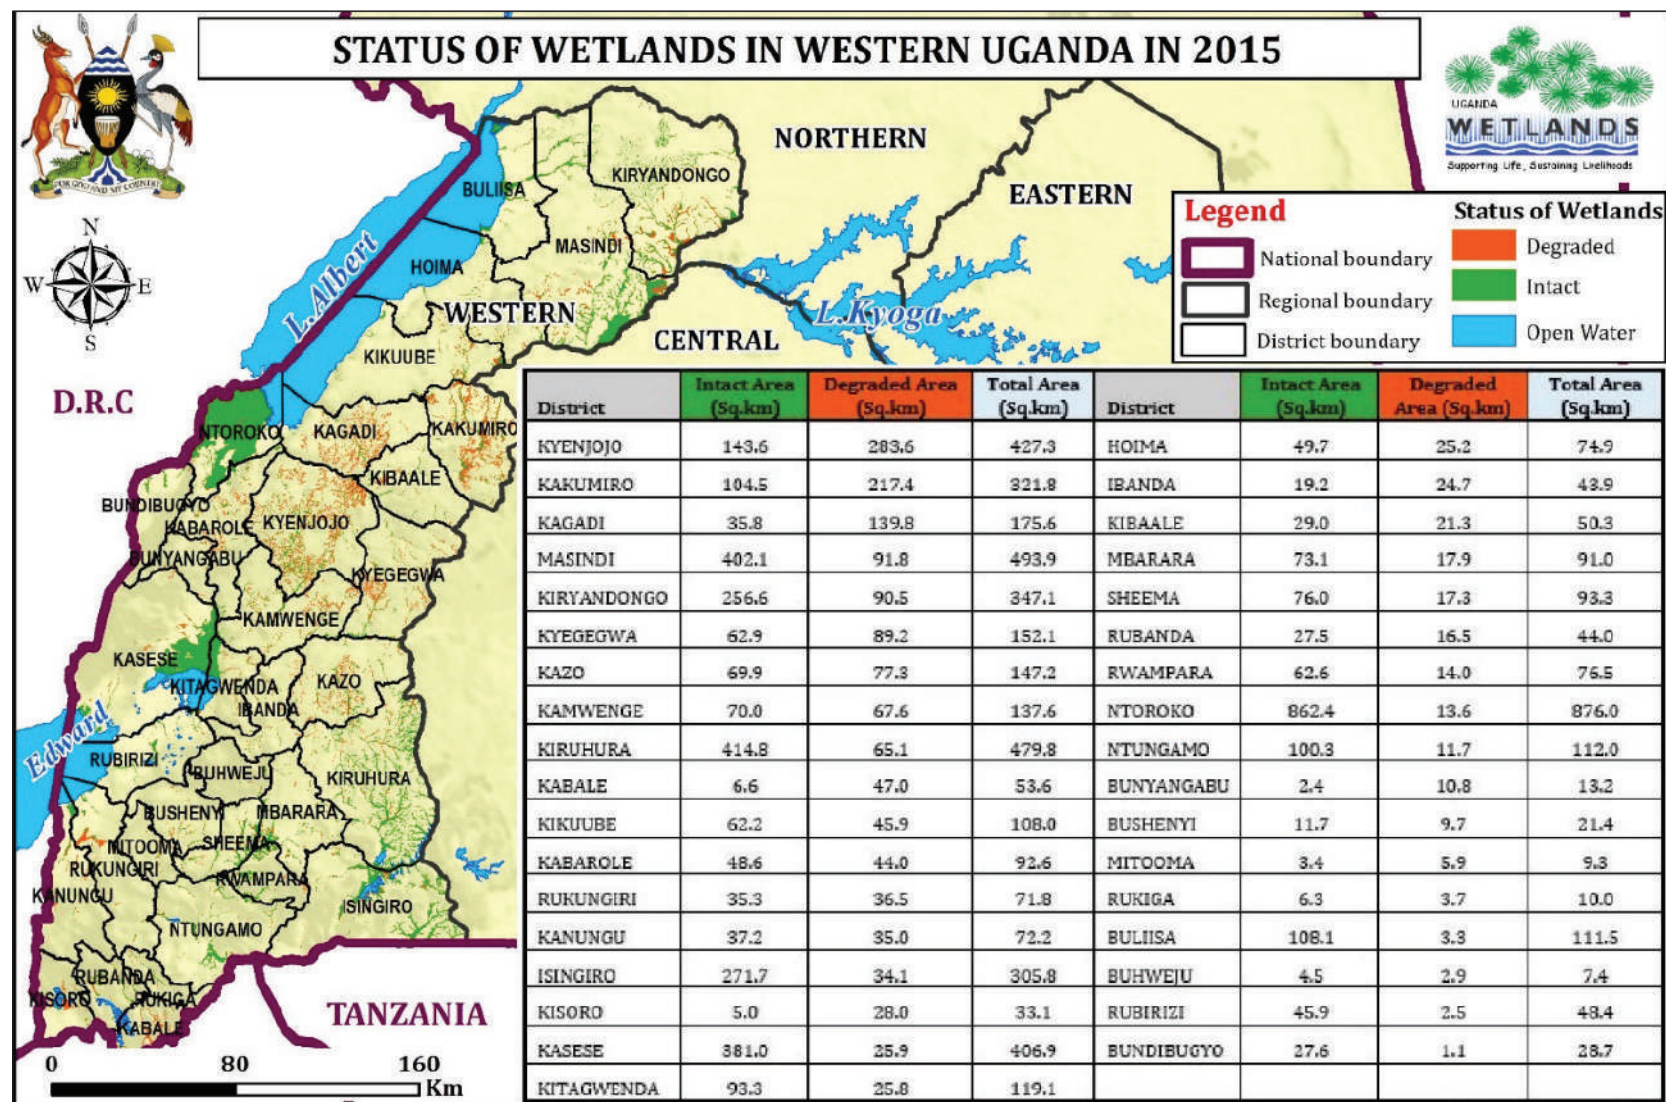 STATUS OF WETLANDS IN WESTERN UGANDA IN 2015
FOR GOD AND MY COUNTRY
UGANDA
WETLANDS
Supporting Life, Sustaining Livelihoods
N
W E
S
Legend
National boundary
Regional boundary
District boundary
Status of Wetlands
Degraded
Intact
Open Water
NORTHERN
EASTERN
WESTERN
CENTRAL
L. Albert
L.Kyoga
Edward
D.R.C
TANZANIA
BULIISA
KIRYANDONGO
MASINDI
HOIMA
KIKUUBE
NTOROKO
KAGADI
KAKUMIRO
KIBAALE
BUNDIBUGYO
KABAROLE
KYENJOJO
BUNYANGABU
KYEGEGWA
KAMWENGE
KASESE
KITAGWENDA
KAZO
IBANDA
RUBIRIZI
BUHWEJU
KIRUHURA
BUSHENYI
MBARARA
MITOOMA
SHEEMA
RUKUNGIRI
RWAMPARA
KANUNGU
ISINGIRO
NTUNGAMO
RUBANDA
KISORO
RUKIGA
KABALE
0 80 160
Km
District Intact Area (Sq.km) Degraded Area (Sq.km) Total Area (Sq.km) District Intact Area (Sq.km) Degraded Area (Sq.km) Total Area (Sq.km)
KYENJOJO 143.6 283.6 427.3 HOIMA 49.7 25.2 74.9
KAKUMIRO 104.5 217.4 321.8 IBANDA 19.2 24.7 43.9
KAGADI 35.8 139.8 175.6 KIBAALE 29.0 21.3 50.3
MASINDI 402.1 91.8 493.9 MBARARA 73.1 17.9 91.0
KIRYANDONGO 256.6 90.5 347.1 SHEEMA 76.0 17.3 93.3
KYEGEGWA 62.9 89.2 152.1 RUBANDA 27.5 16.5 44.0
KAZO 69.9 77.3 147.2 RWAMPARA 62.6 14.0 76.5
KAMWENGE 70.0 67.6 137.6 NTOROKO 862.4 13.6 876.0
KIRUHURA 414.8 65.1 479.8 NTUNGAMO 100.3 11.7 112.0
KABALE 6.6 47.0 53.6 BUNYANGABU 2.4 10.8 13.2
KIKUUBE 62.2 45.9 108.0 BUSHENYI 11.7 9.7 21.4
KABAROLE 48.6 44.0 92.6 MITOOMA 3.4 5.9 9.3
RUKUNGIRI 35.3 36.5 71.8 RUKIGA 6.3 3.7 10.0
KANUNGU 37.2 35.0 72.2 BULIISA 108.1 3.3 111.5
ISINGIRO 271.7 34.1 305.8 BUHWEJU 4.5 2.9 7.4
KISORO 5.0 28.0 33.1 RUBIRIZI 45.9 2.5 48.4
KASESE 381.0 25.9 406.9 BUNDIBUGYO 27.6 1.1 28.7
KITAGWENDA 93.3 25.8 119.1